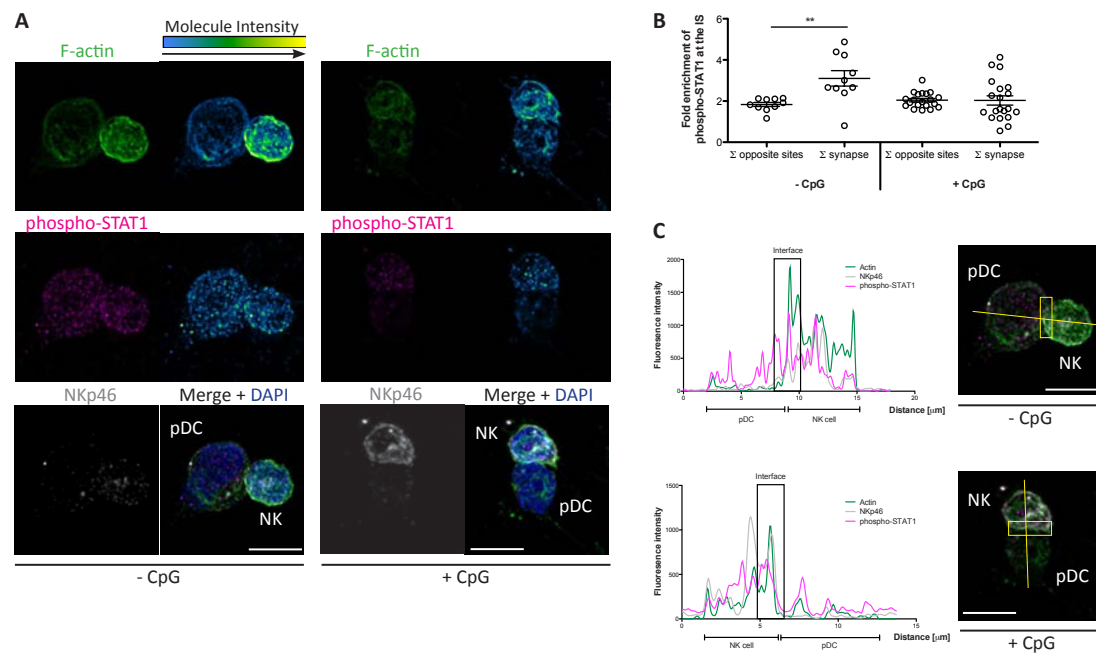 A
Molecule Intensity
F-actin
F-actin
phospho-STAT1
phospho-STAT1
NKp46
Merge + DAPI
NKp46
Merge + DAPI
pDC
NK
NK
pDC
- CpG
+ CpG
B
**
Fold enrichment of
phospho-STAT1 at the IS
6
4
2
0
Σ opposite sites
Σ synapse
Σ opposite sites
Σ synapse
- CpG
+ CpG
C
Interface
Actin
NKp46
phospho-STAT1
Fluorescence intensity
2000
1500
1000
500
0
0
5
10
15
20
Distance [μm]
pDC
NK cell
pDC
NK
- CpG
Interface
Actin
NKp46
phospho-STAT1
Fluorescence intensity
1500
1000
500
0
0
5
10
15
Distance [μm]
NK cell
pDC
NK
pDC
+ CpG